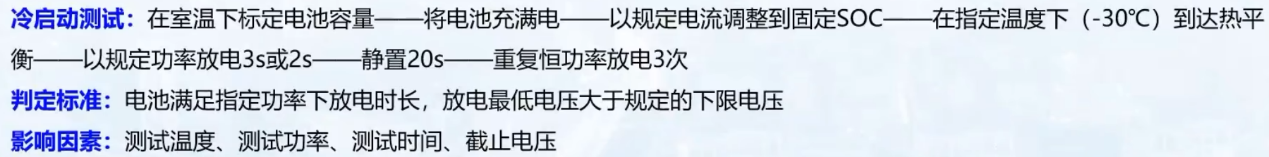 冷启动测试：在室温下标定电池容量——将电池充满电——以规定电流调整到固定SOC——在指定温度下（-30℃）到达热平
衡——以规定功率放电3s或2s——静置20s——重复恒功率放电3次
判定标准：电池满足指定功率下放电时长，放电最低电压大于规定的下限电压
影响因素：测试温度、测试功率、测试时间、截止电压